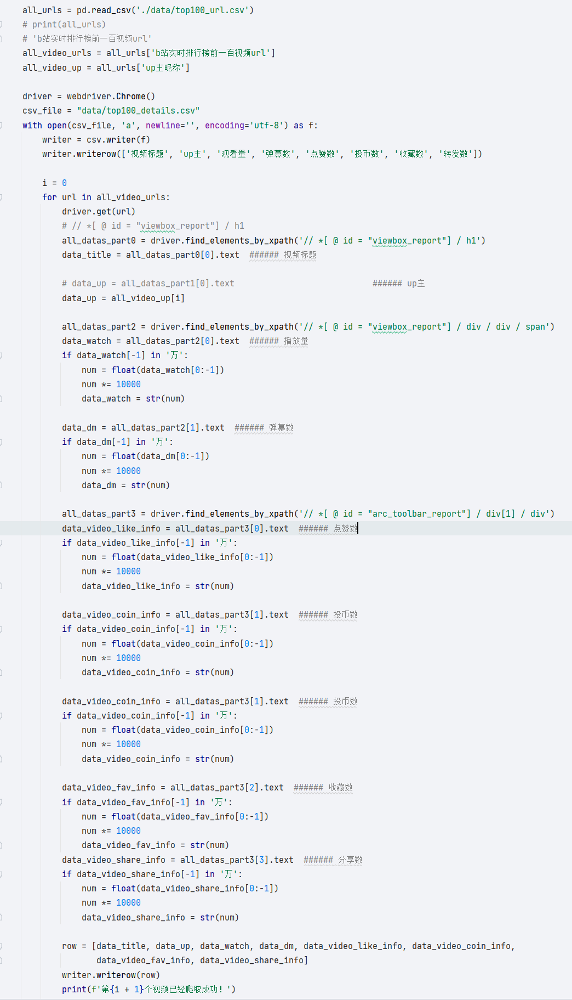 all_urls = pd.read_csv('./data/top100_url.csv')
# print(all_urls)
# 'b站实时排行榜前一百视频url'
all_video_urls = all_urls['b站实时排行榜前一百视频url']
all_video_up = all_urls['up主昵称']

driver = webdriver.Chrome()
csv_file = "data/top100_details.csv"
with open(csv_file, 'a', newline='', encoding='utf-8') as f:
    writer = csv.writer(f)
    writer.writerow(['视频标题', 'up主', '观看量', '弹幕数', '点赞数', '投币数', '收藏数', '转发数'])

    i = 0
    for url in all_video_urls:
        driver.get(url)
        # // *[ @ id = "viewbox_report"] / h1
        all_datas_part0 = driver.find_elements_by_xpath('// *[ @ id = "viewbox_report"] / h1')
        data_title = all_datas_part0[0].text  ###### 视频标题

        # data_up = all_datas_part1[0].text                            ###### up主
        data_up = all_video_up[i]

        all_datas_part2 = driver.find_elements_by_xpath('// *[ @ id = "viewbox_report"] / div / div / span')
        data_watch = all_datas_part2[0].text  ###### 播放量
        if data_watch[-1] in '万':
            num = float(data_watch[0:-1])
            num *= 10000
            data_watch = str(num)

        data_dm = all_datas_part2[1].text  ###### 弹幕数
        if data_dm[-1] in '万':
            num = float(data_dm[0:-1])
            num *= 10000
            data_dm = str(num)

        all_datas_part3 = driver.find_elements_by_xpath('// *[ @ id = "arc_toolbar_report"] / div[1] / div')
        data_video_like_info = all_datas_part3[0].text  ###### 点赞数
        if data_video_like_info[-1] in '万':
            num = float(data_video_like_info[0:-1])
            num *= 10000
            data_video_like_info = str(num)

        data_video_coin_info = all_datas_part3[1].text  ###### 投币数
        if data_video_coin_info[-1] in '万':
            num = float(data_video_coin_info[0:-1])
            num *= 10000
            data_video_coin_info = str(num)

        data_video_coin_info = all_datas_part3[1].text  ###### 投币数
        if data_video_coin_info[-1] in '万':
            num = float(data_video_coin_info[0:-1])
            num *= 10000
            data_video_coin_info = str(num)

        data_video_fav_info = all_datas_part3[2].text  ###### 收藏数
        if data_video_fav_info[-1] in '万':
            num = float(data_video_fav_info[0:-1])
            num *= 10000
            data_video_fav_info = str(num)
        data_video_share_info = all_datas_part3[3].text  ###### 分享数
        if data_video_share_info[-1] in '万':
            num = float(data_video_share_info[0:-1])
            num *= 10000
            data_video_share_info = str(num)

        row = [data_title, data_up, data_watch, data_dm, data_video_like_info, data_video_coin_info,
               data_video_fav_info, data_video_share_info]
        writer.writerow(row)
        print(f'第{i + 1}个视频已经爬取成功！')